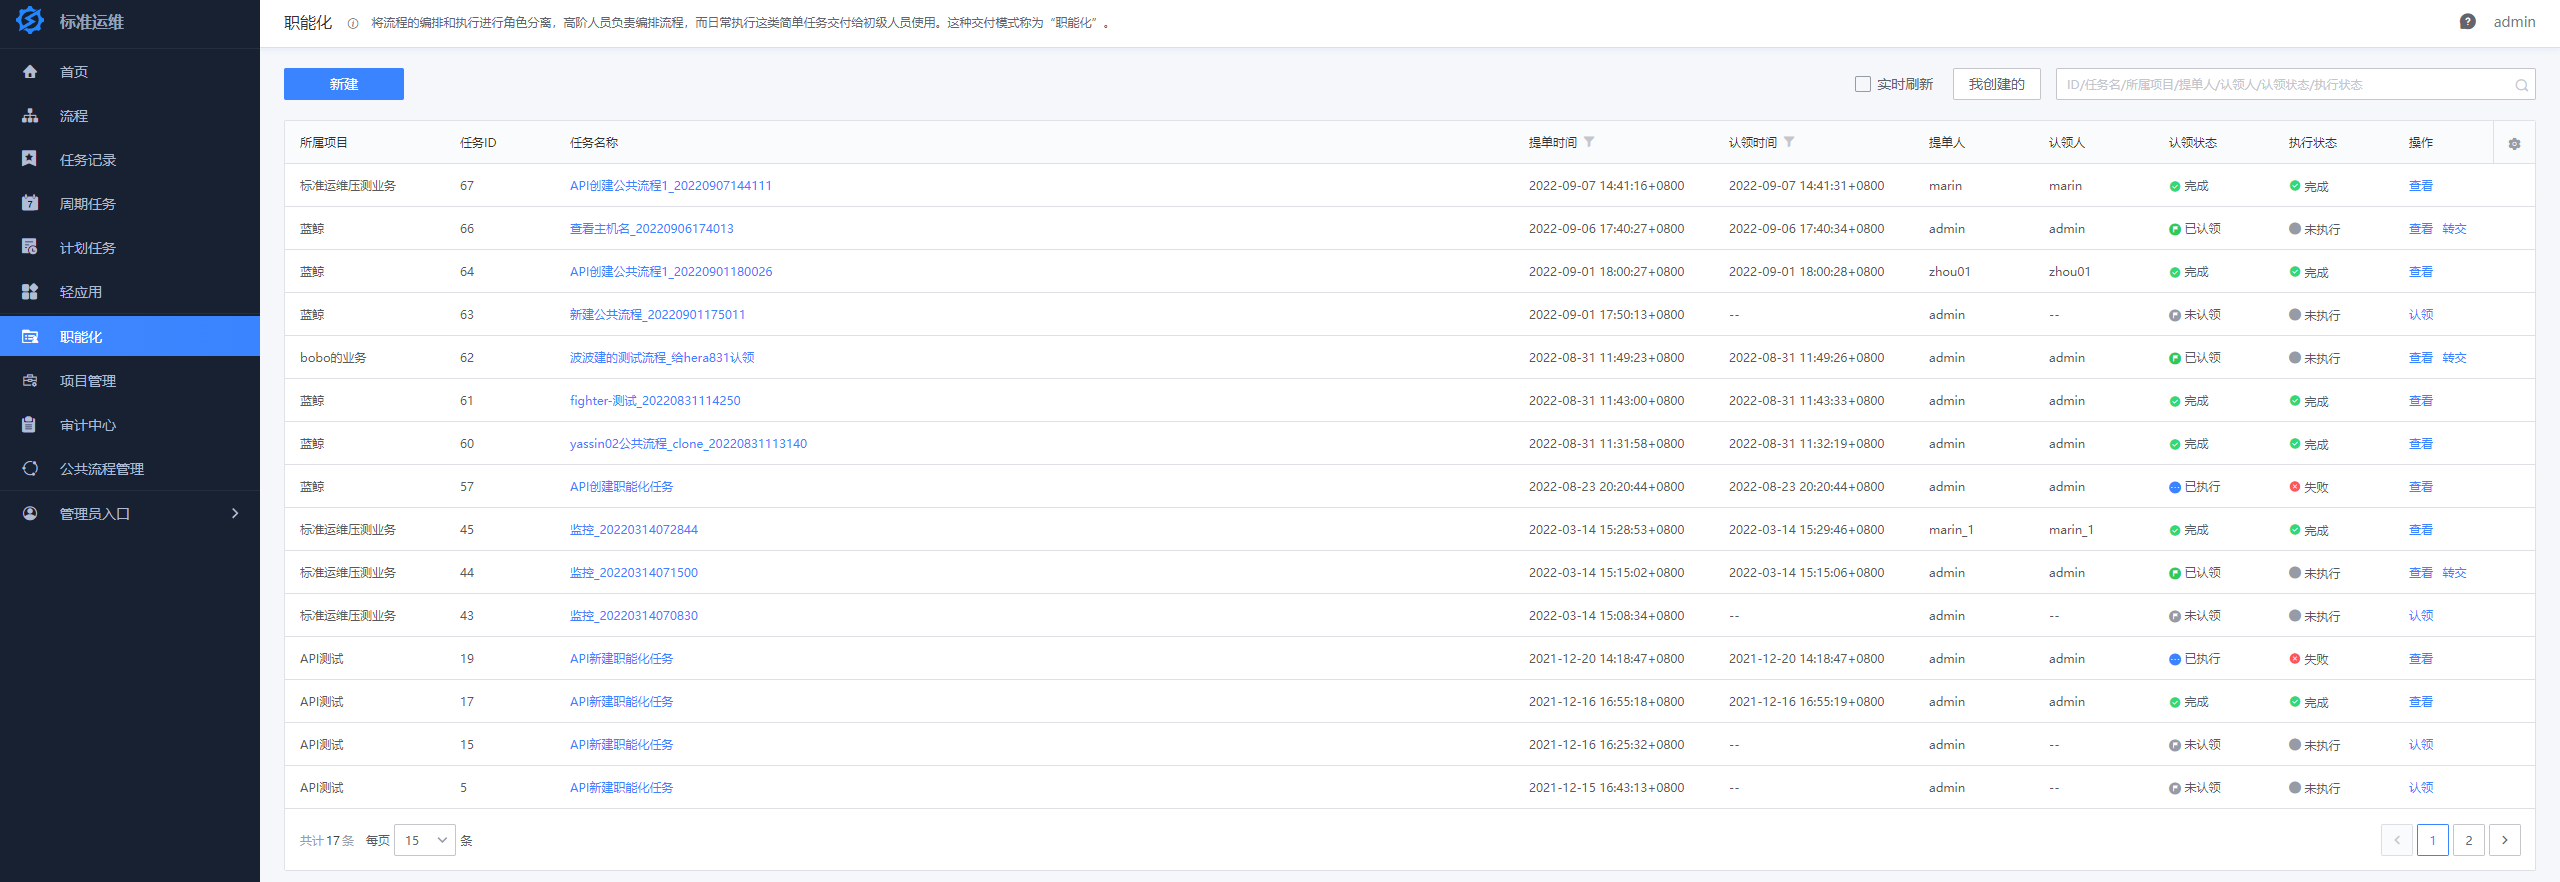 标准运维
首页
流程
任务记录
周期任务
计划任务
轻应用
职能化
项目管理
审计中心
公共流程管理
管理员入口
职能化 将流程的编排和执行进行角色分离，高阶人员负责编排流程，而日常执行这类简单任务交付给初级人员使用。这种交付模式称为“职能化”。 admin
新建 实时刷新 我创建的 ID/任务名/所属项目/提单人/认领人/认领状态/执行状态
所属项目 任务ID 任务名称 提单时间 认领时间 提单人 认领人 认领状态 执行状态 操作
标准运维压测业务 67 API创建公共流程1_20220907144111 2022-09-07 14:41:16+0800 2022-09-07 14:41:31+0800 marin marin 完成 完成 查看
蓝鲸 66 查看主机名_20220906174013 2022-09-06 17:40:27+0800 2022-09-06 17:40:34+0800 admin admin 已认领 未执行 查看 转交
蓝鲸 64 API创建公共流程1_20220901180026 2022-09-01 18:00:27+0800 2022-09-01 18:00:28+0800 zhou01 zhou01 完成 完成 查看
蓝鲸 63 新建公共流程_20220901175011 2022-09-01 17:50:13+0800 -- admin -- 未认领 未执行 认领
bobo的业务 62 波波建的测试流程_给hera831认领 2022-08-31 11:49:23+0800 2022-08-31 11:49:26+0800 admin admin 已认领 未执行 查看 转交
蓝鲸 61 fighter-测试_20220831114250 2022-08-31 11:43:00+0800 2022-08-31 11:43:33+0800 admin admin 完成 完成 查看
蓝鲸 60 yassin02公共流程_clone_20220831113140 2022-08-31 11:31:58+0800 2022-08-31 11:32:19+0800 admin admin 完成 完成 查看
蓝鲸 57 API创建职能化任务 2022-08-23 20:20:44+0800 2022-08-23 20:20:44+0800 admin admin 已执行 失败 查看
标准运维压测业务 45 监控_20220314072844 2022-03-14 15:28:53+0800 2022-03-14 15:29:46+0800 marin_1 marin_1 完成 完成 查看
标准运维压测业务 44 监控_20220314071500 2022-03-14 15:15:02+0800 2022-03-14 15:15:06+0800 admin admin 已认领 未执行 查看 转交
标准运维压测业务 43 监控_20220314070830 2022-03-14 15:08:34+0800 -- admin -- 未认领 未执行 认领
API测试 19 API新建职能化任务 2021-12-20 14:18:47+0800 2021-12-20 14:18:47+0800 admin admin 已执行 失败 查看
API测试 17 API新建职能化任务 2021-12-16 16:55:18+0800 2021-12-16 16:55:19+0800 admin admin 完成 完成 查看
API测试 15 API新建职能化任务 2021-12-16 16:25:32+0800 -- admin -- 未认领 未执行 认领
API测试 5 API新建职能化任务 2021-12-15 16:43:13+0800 -- admin -- 未认领 未执行 认领
共计17条 每页 15 条 1 2